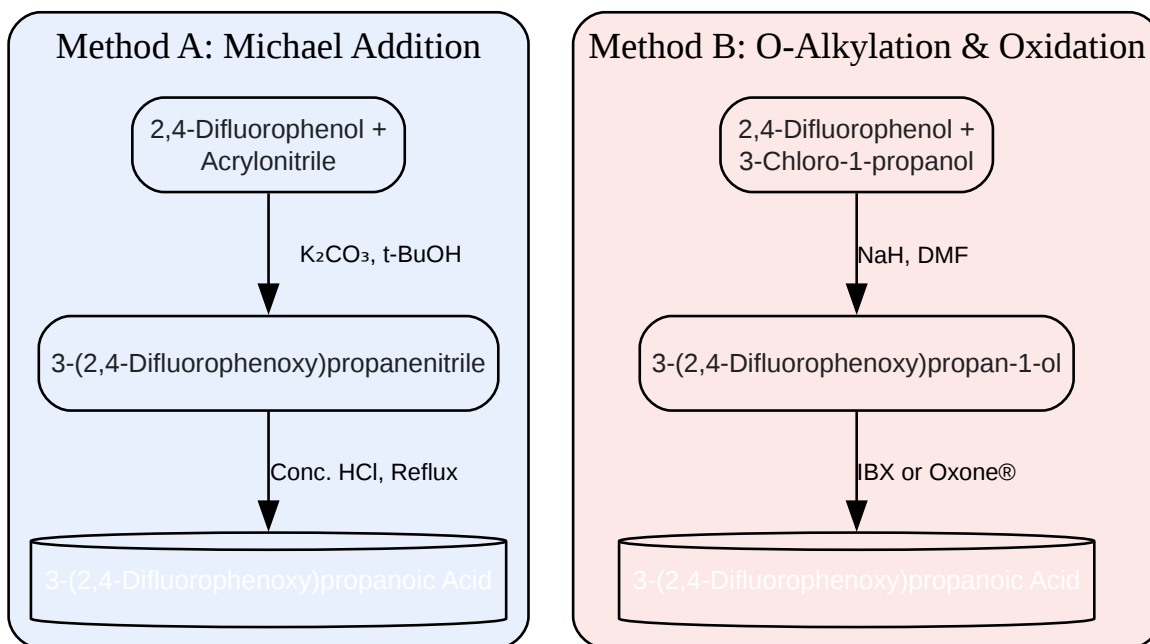 Method A: Michael Addition
2,4-Difluorophenol +
Acrylonitrile
K₂CO₃, t-BuOH
3-(2,4-Difluorophenoxy)propanenitrile
Conc. HCl, Reflux
3-(2,4-Difluorophenoxy)propanoic Acid
Method B: O-Alkylation & Oxidation
2,4-Difluorophenol +
3-Chloro-1-propanol
NaH, DMF
3-(2,4-Difluorophenoxy)propan-1-ol
IBX or Oxone®
3-(2,4-Difluorophenoxy)propanoic Acid